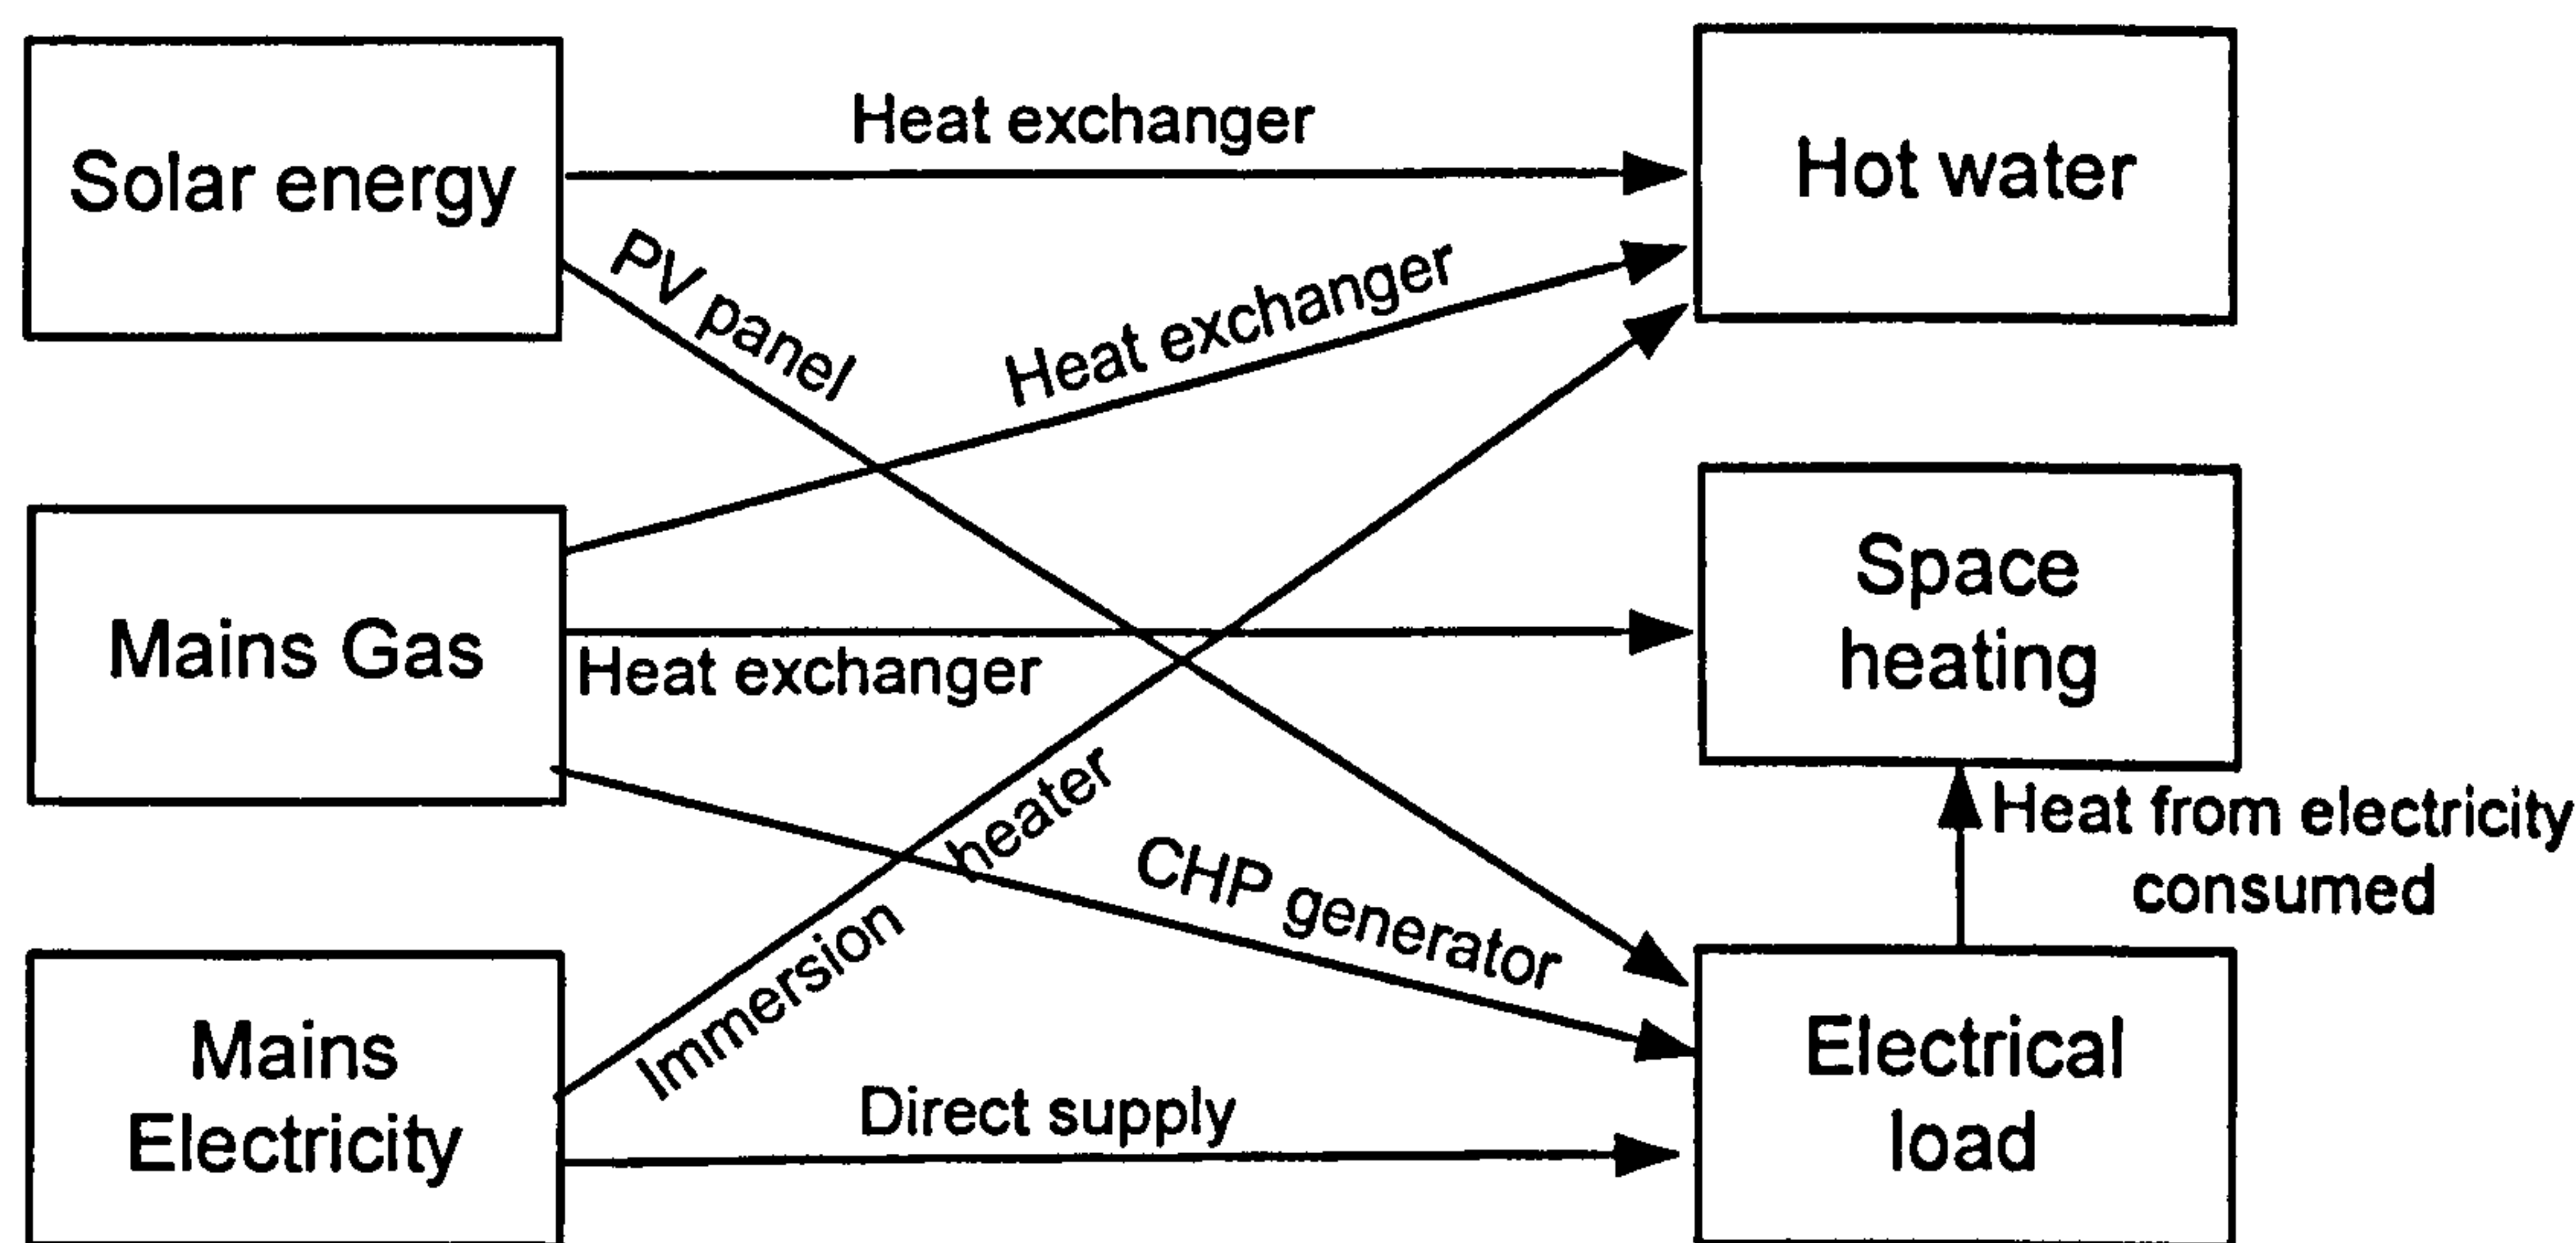 Solar energy
Heat exchanger
Hot water
PV panel
Heat exchanger
Mains Gas
Heat exchanger
Space
heating
Immersion heater
CHP generator
Heat from electricity
consumed
Mains
Electricity
Direct supply
Electrical
load